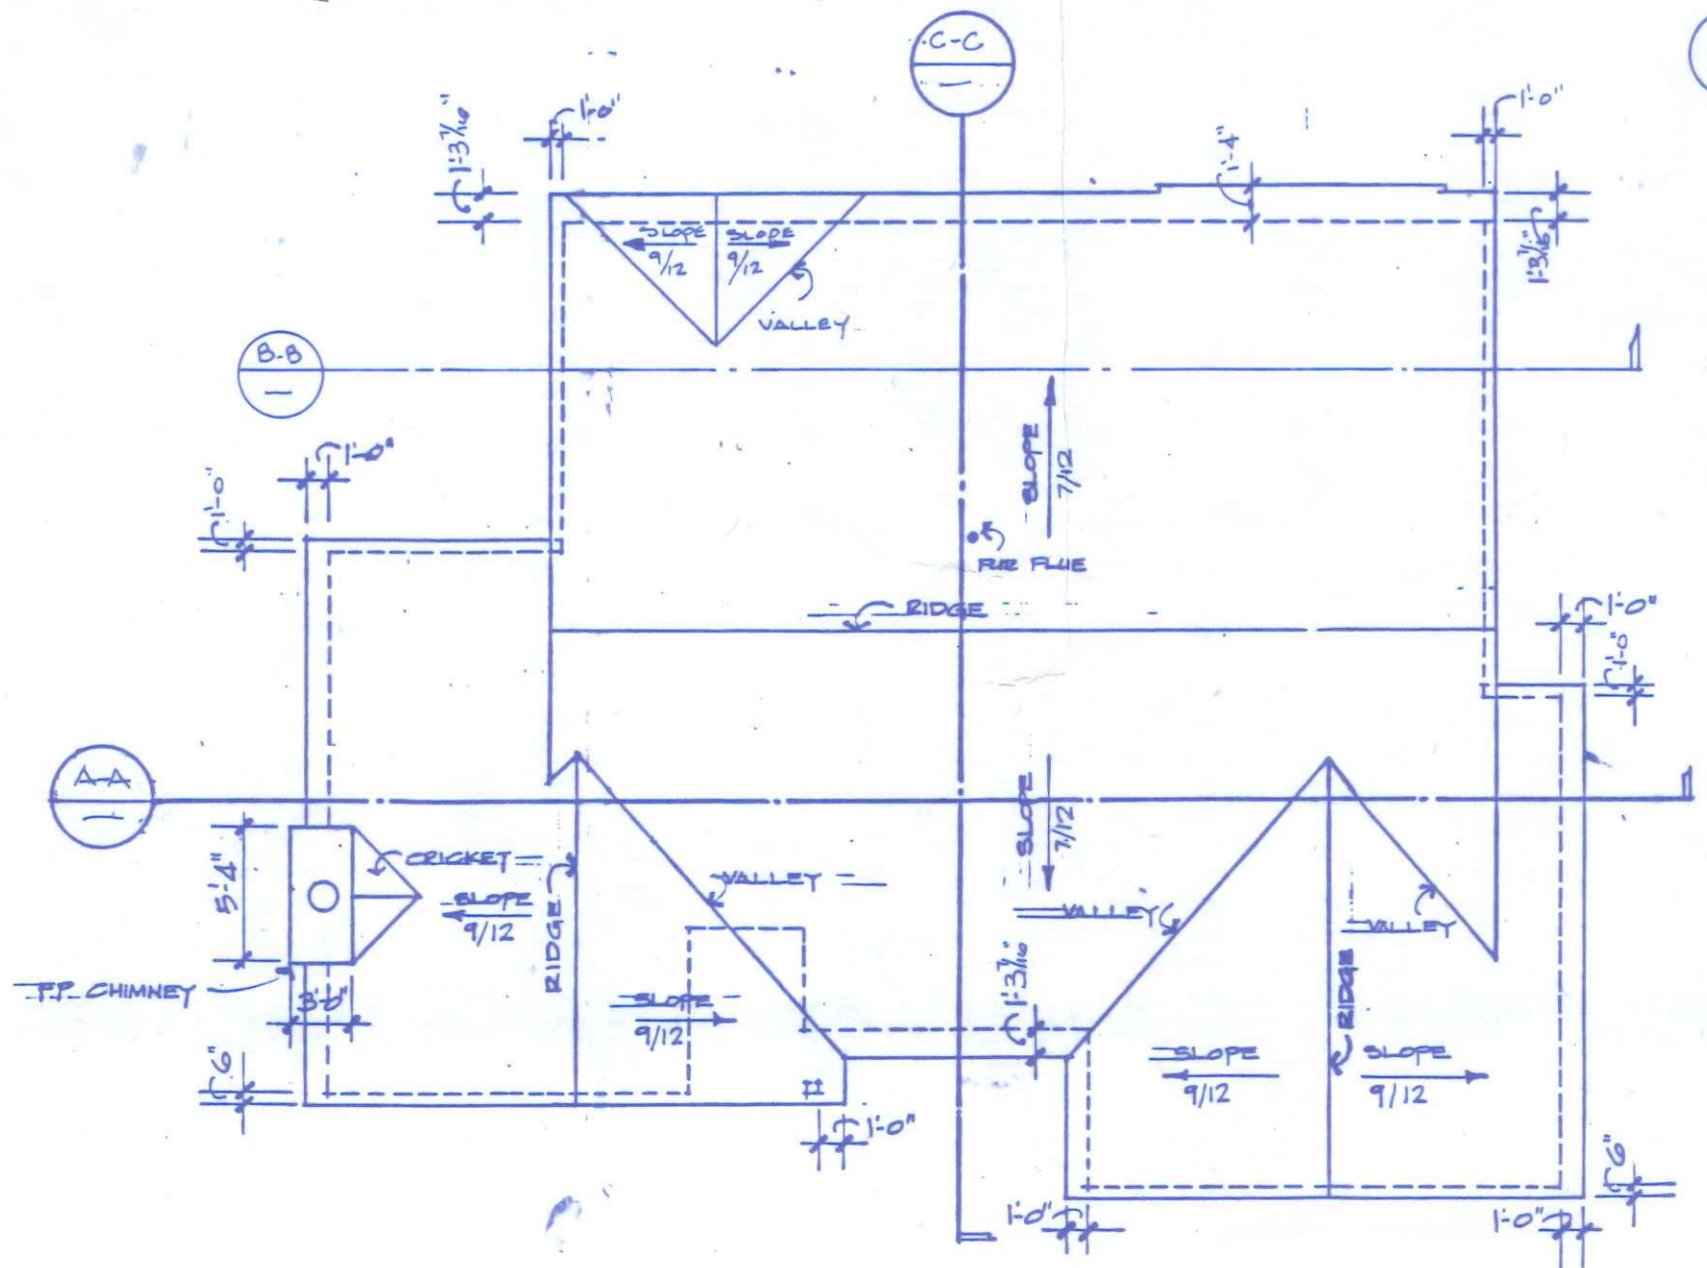 C-C
1'-0"
1'-3 7/16"
1'-4"
1'-0"
1'-3 7/16"
SLOPE
9/12
SLOPE
9/12
VALLEY
B-B
SLOPE
7/12
1'-0"
1'-0"
FUR FLUE
RIDGE
1'-0"
1'-0"
A-A
SLOPE
7/12
5'-4"
CRICKET
SLOPE
9/12
RIDGE
VALLEY
VALLEY
VALLEY
F.P. CHIMNEY
3'-0"
SLOPE
9/12
1'-3 7/16"
RIDGE
SLOPE
9/12
SLOPE
9/12
6"
1'-0"
6"
1'-0"
1'-0"